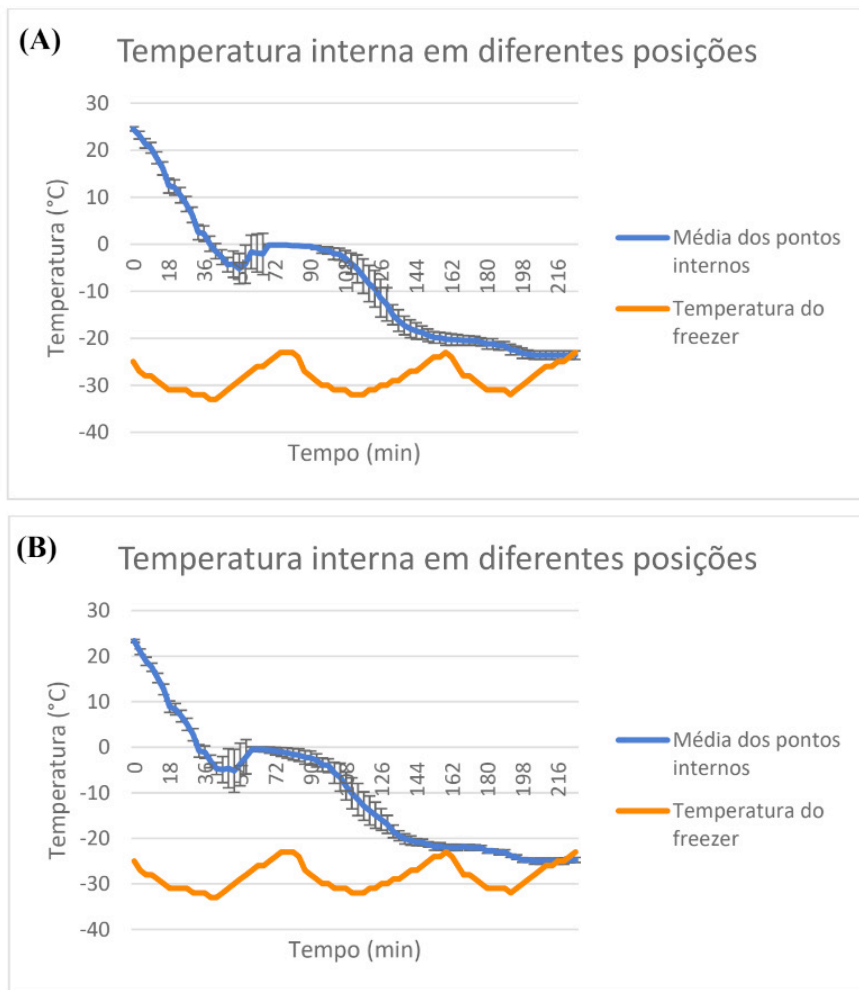 (A)
Temperatura interna em diferentes posições
30
20
10
0
-10
-20
-30
-40
Temperatura (°C)
0 18 36 72 90 108 126 144 162 180 198 216
Tempo (min)
Média dos pontos
internos
Temperatura do
freezer
(B)
Temperatura interna em diferentes posições
30
20
10
0
-10
-20
-30
-40
Temperatura (°C)
0 18 36 72 90 126 144 162 180 198 216
Tempo (min)
Média dos pontos
internos
Temperatura do
freezer